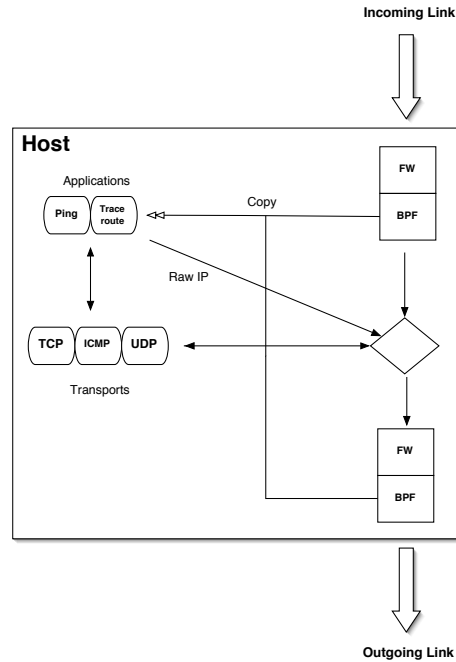 Incoming Link
Host
FW
BPF
Applications
Ping
Trace
route
Copy
Raw IP
TCP
ICMP
UDP
Transports
FW
BPF
Outgoing Link